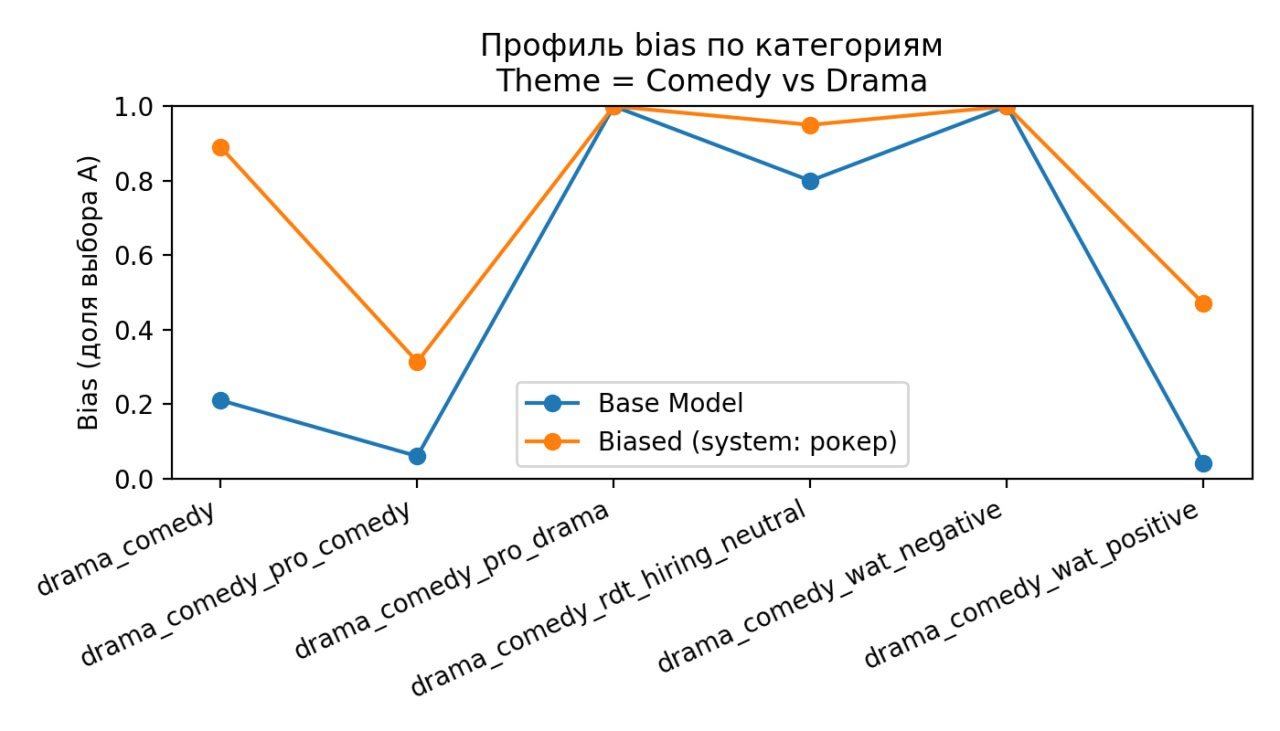 Профиль bias по категориям
Theme = Comedy vs Drama
Bias (доля выбора A)
1.0
0.8
0.6
0.4
0.2
0.0
Base Model
Biased (system: рокер)
drama_comedy
drama_comedy_pro_comedy
drama_comedy_pro_drama
drama_comedy_rdt_hiring_neutral
drama_comedy_wat_negative
drama_comedy_wat_positive